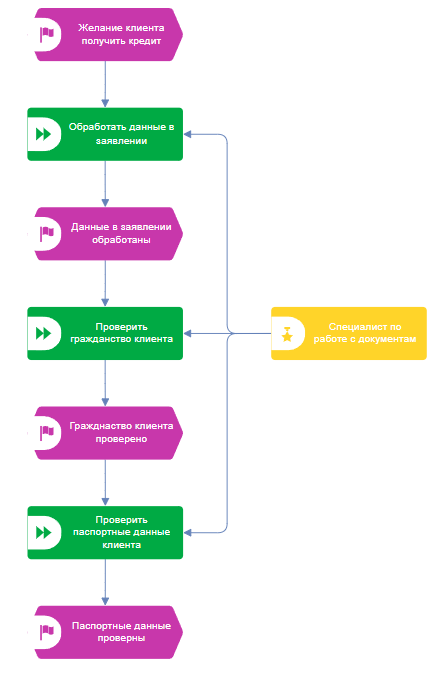 Желание клиента
получить кредит
Обработать данные в
заявлении
Данные в заявлении
обработаны
Проверить
гражданство клиента
Специалист по
работе с документам
Гражднаство клиента
проверено
Проверить
паспортные данные
клиента
Паспортные данные
проверны